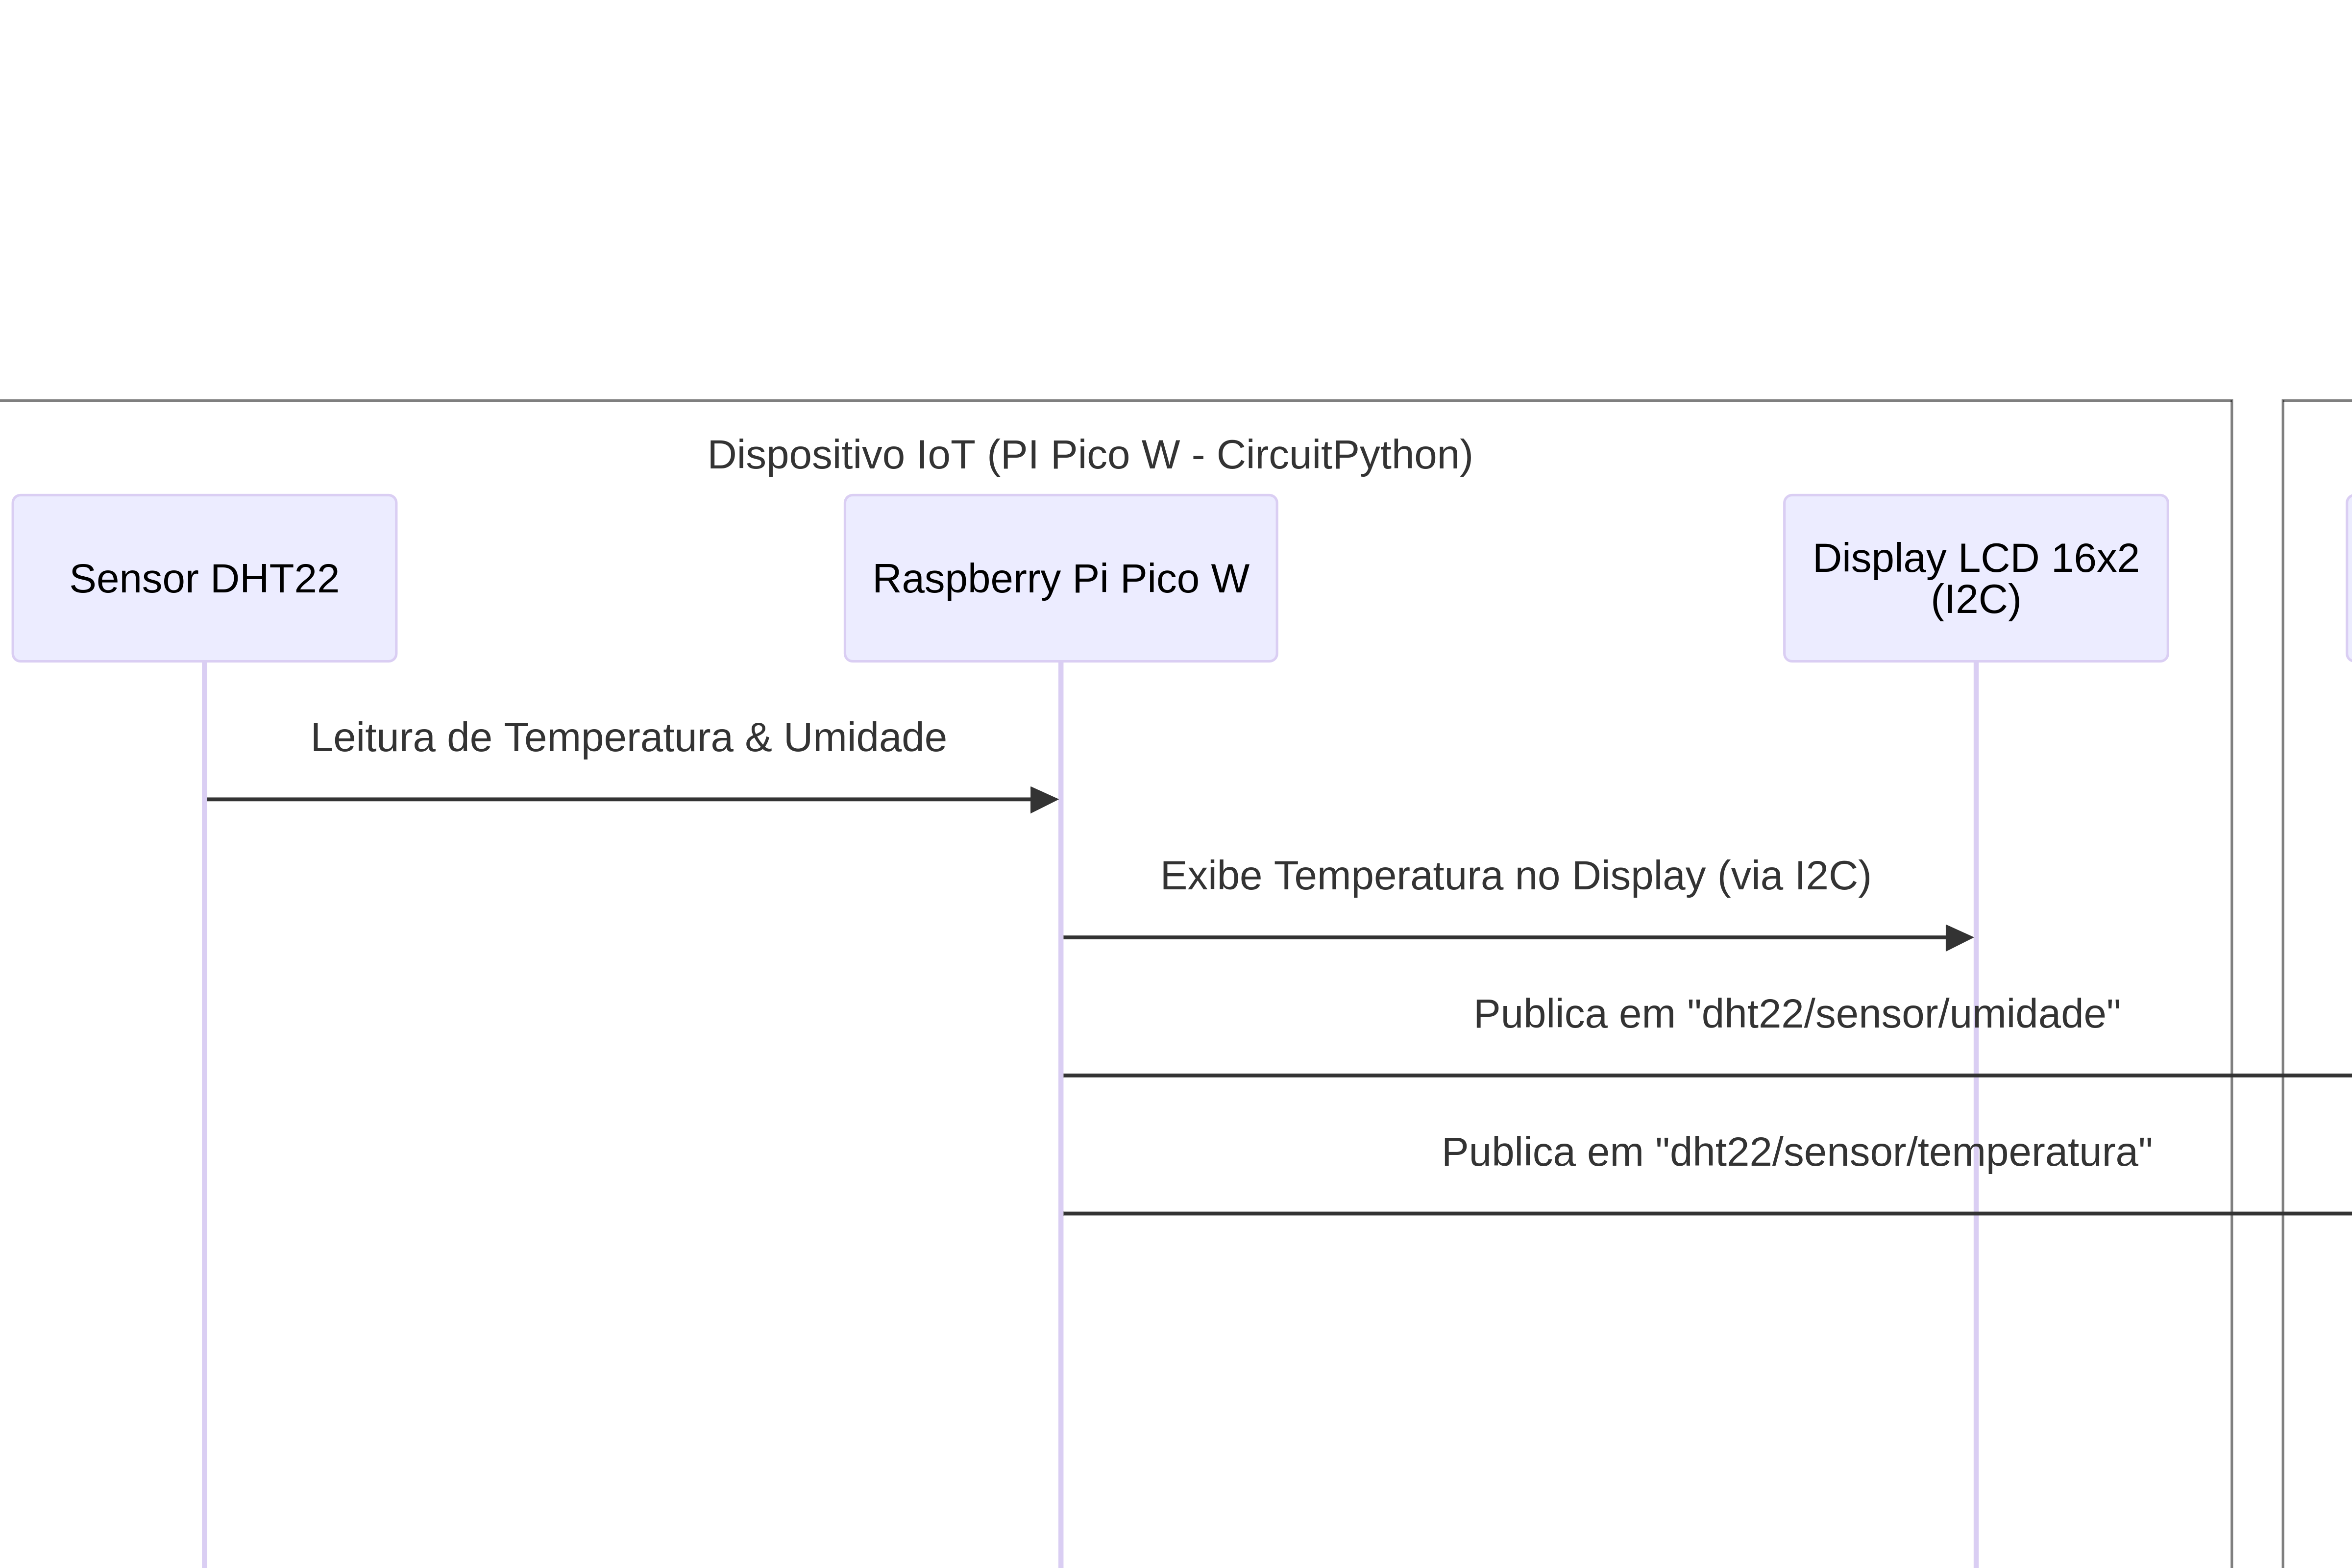 Dispositivo IoT (PI Pico W - CircuitPython)
Sensor DHT22
Raspberry Pi Pico W
Display LCD 16x2
(I2C)
Leitura de Temperatura & Umidade
Exibe Temperatura no Display (via I2C)
Publica em "dht22/sensor/umidade"
Publica em "dht22/sensor/temperatura"